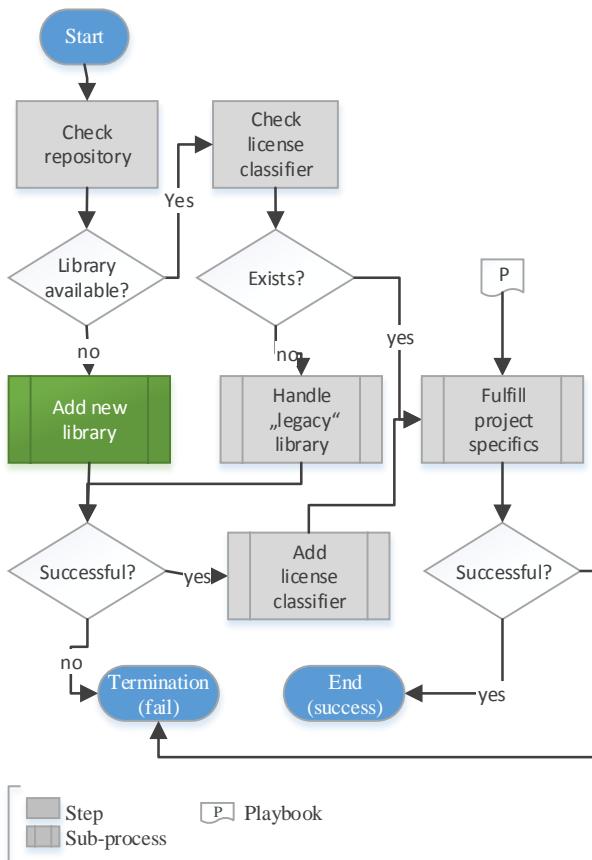 Start
Check
repository
Check
license
classifier
Yes
Library
available?
Exists?
P
no
no
yes
Add new
library
Handle
„legacy“
library
Fulfill
project
specifics
Successful?
yes
Add
license
classifier
Successful?
no
Termination
(fail)
End
(success)
yes
Step
P Playbook
Sub-process